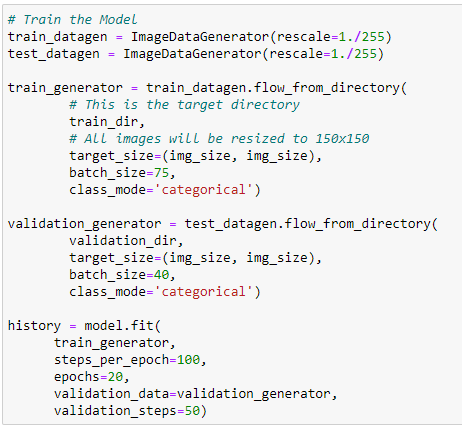 # Train the Model
train_datagen = ImageDataGenerator(rescale=1./255)
test_datagen = ImageDataGenerator(rescale=1./255)

train_generator = train_datagen.flow_from_directory(
        # This is the target directory
        train_dir,
        # All images will be resized to 150x150
        target_size=(img_size, img_size),
        batch_size=75,
        class_mode='categorical')

validation_generator = test_datagen.flow_from_directory(
        validation_dir,
        target_size=(img_size, img_size),
        batch_size=40,
        class_mode='categorical')

history = model.fit(
      train_generator,
      steps_per_epoch=100,
      epochs=20,
      validation_data=validation_generator,
      validation_steps=50)